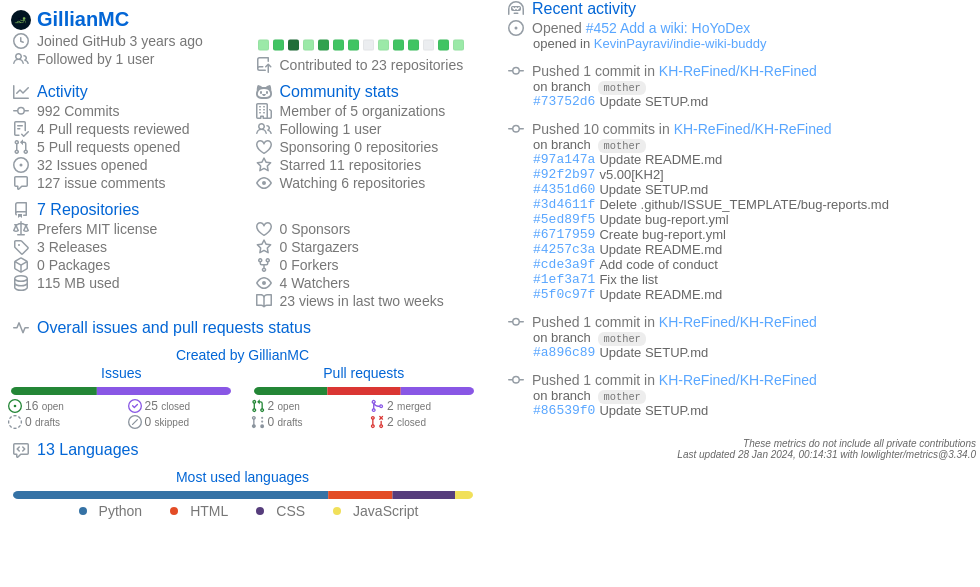 GillianMC
Joined GitHub 3 years ago
Followed by 1 user
Contributed to 23 repositories
Activity
992 Commits
4 Pull requests reviewed
5 Pull requests opened
32 Issues opened
127 issue comments
Community stats
Member of 5 organizations
Following 1 user
Sponsoring 0 repositories
Starred 11 repositories
Watching 6 repositories
7 Repositories
Prefers MIT license
3 Releases
0 Packages
115 MB used
0 Sponsors
0 Stargazers
0 Forkers
4 Watchers
23 views in last two weeks
Overall issues and pull requests status
Created by GillianMC
Issues
16 open
25 closed
0 drafts
0 skipped
Pull requests
2 open
2 merged
0 drafts
2 closed
13 Languages
Most used languages
Python HTML CSS JavaScript
Recent activity
Opened #452 Add a wiki: HoYoDex
opened in KevinPayravi/indie-wiki-buddy
Pushed 1 commit in KH-ReFined/KH-ReFined
on branch mother
#73752d6 Update SETUP.md
Pushed 10 commits in KH-ReFined/KH-ReFined
on branch mother
#97a147a Update README.md
#92f2b97 v5.00[KH2]
#4351d60 Update SETUP.md
#3d4611f Delete .github/ISSUE_TEMPLATE/bug-reports.md
#5ed89f5 Update bug-report.yml
#6717959 Create bug-report.yml
#4257c3a Update README.md
#cde3a9f Add code of conduct
#1ef3a71 Fix the list
#5f0c97f Update README.md
Pushed 1 commit in KH-ReFined/KH-ReFined
on branch mother
#a896c89 Update SETUP.md
Pushed 1 commit in KH-ReFined/KH-ReFined
on branch mother
#86539f0 Update SETUP.md
These metrics do not include all private contributions
Last updated 28 Jan 2024, 00:14:31 with lowlighter/metrics@3.34.0